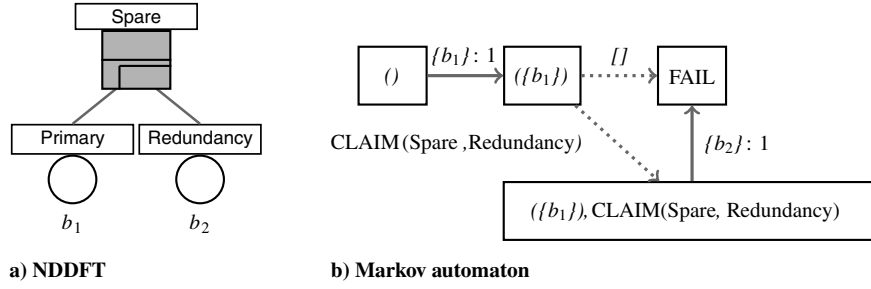 Spare
Primary
Redundancy
b1
b2
a) NDDFT
()
{b1}: 1
({b1})
[]
FAIL
CLAIM(Spare ,Redundancy)
{b2}: 1
({b1}), CLAIM(Spare, Redundancy)
b) Markov automaton